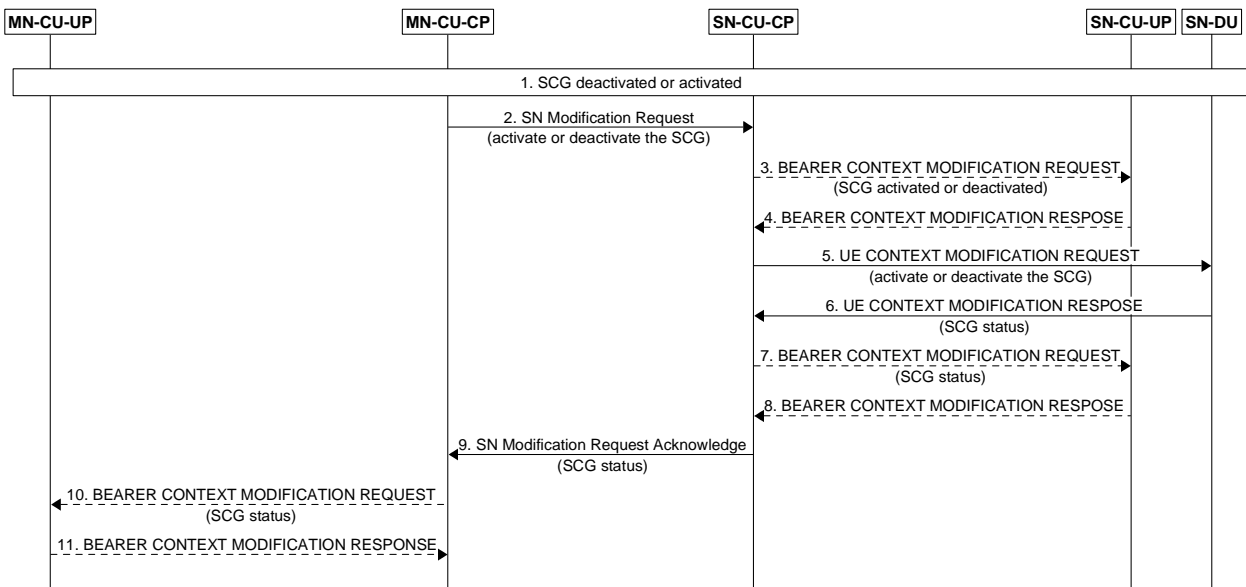 MN-CU-UP
MN-CU-CP
SN-CU-CP
SN-CU-UP
SN-DU
1. SCG deactivated or activated
2. SN Modification Request
(activate or deactivate the SCG)
3. BEARER CONTEXT MODIFICATION REQUEST
(SCG activated or deactivated)
4. BEARER CONTEXT MODIFICATION RESPOSE
5. UE CONTEXT MODIFICATION REQUEST
(activate or deactivate the SCG)
6. UE CONTEXT MODIFICATION RESPOSE
(SCG status)
7. BEARER CONTEXT MODIFICATION REQUEST
(SCG status)
8. BEARER CONTEXT MODIFICATION RESPOSE
9. SN Modification Request Acknowledge
(SCG status)
10. BEARER CONTEXT MODIFICATION REQUEST
(SCG status)
11. BEARER CONTEXT MODIFICATION RESPONSE